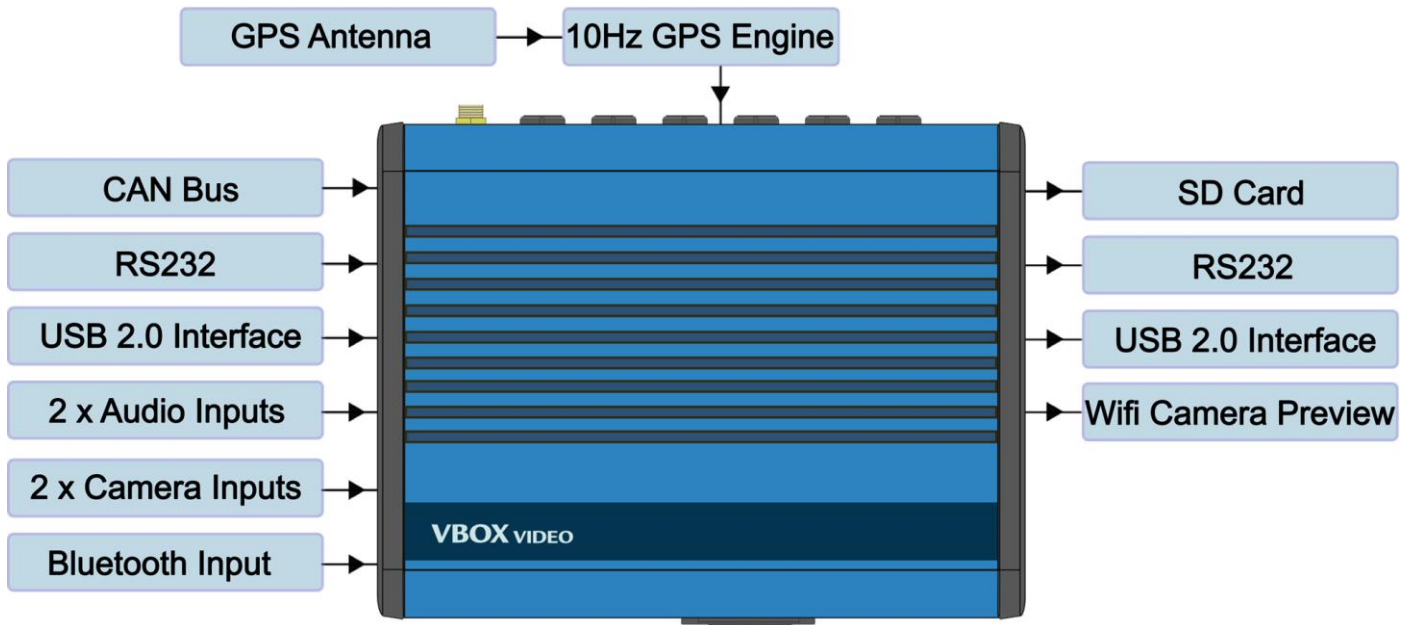 GPS Antenna
10Hz GPS Engine
CAN Bus
RS232
USB 2.0 Interface
2 x Audio Inputs
2 x Camera Inputs
Bluetooth Input
VBOX VIDEO
SD Card
RS232
USB 2.0 Interface
Wifi Camera Preview